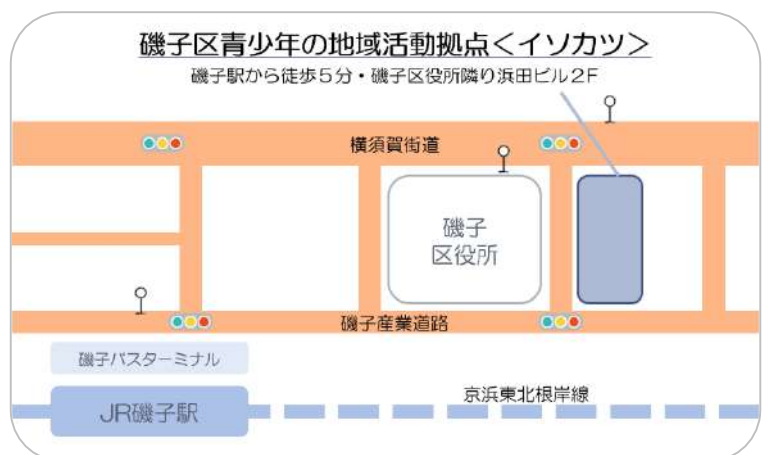 磯子区青少年の地域活動拠点<イソカツ>
磯子駅から徒歩5分・磯子区役所隣り浜田ビル2F
横須賀街道
磯子
区役所
磯子産業道路
磯子バスターミナル
京浜東北根岸線
JR磯子駅